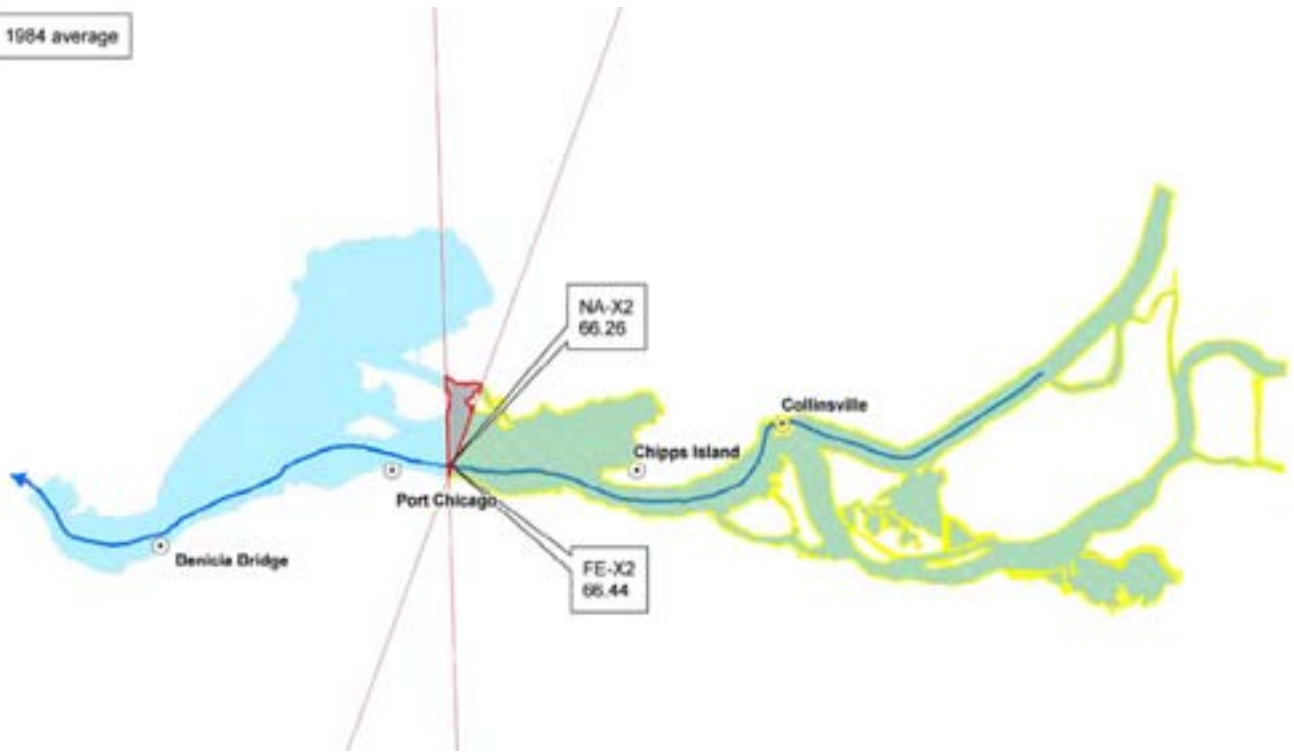 1984 average
NA-X2
66.26
Collinsville
Chipps Island
Port Chicago
Benicia Bridge
FE-X2
66.44